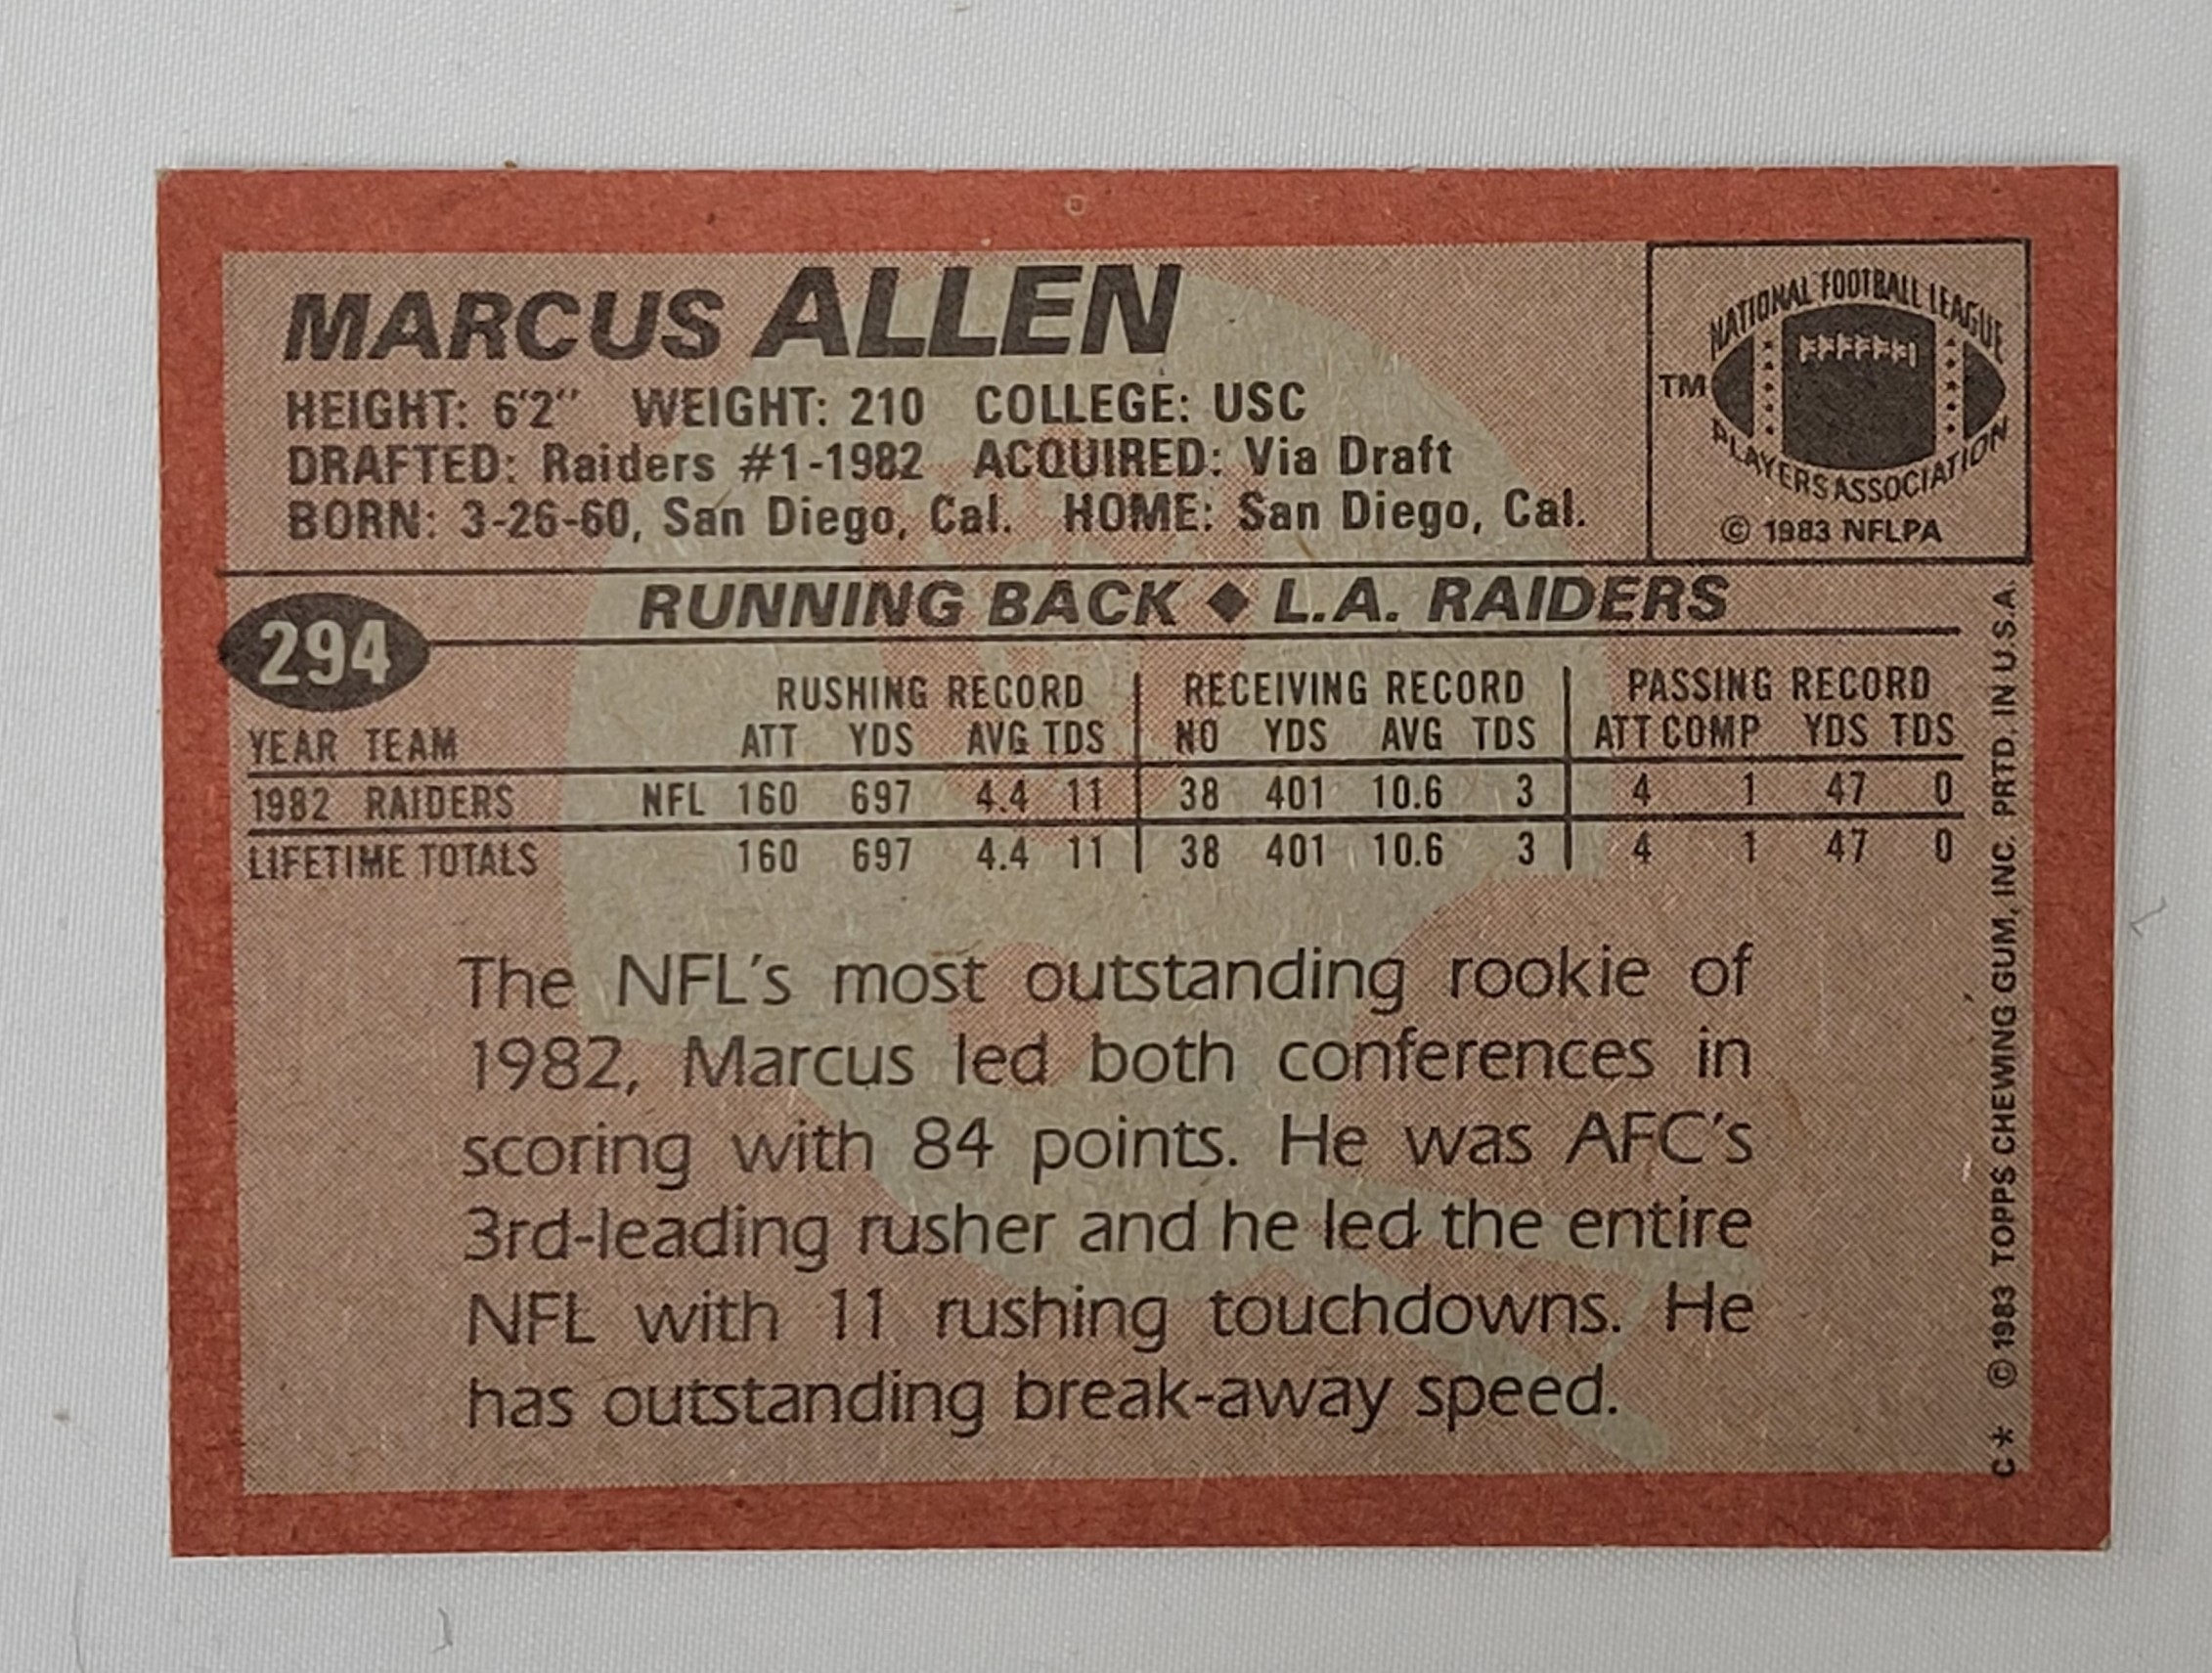 MARCUS ALLEN
HEIGHT: 6'2" WEIGHT: 210 COLLEGE: USC
DRAFTED: Raiders #1-1982 ACQUIRED: Via Draft
BORN: 3-26-60, San Diego, Cal. HOME: San Diego, Cal.
NATIONAL FOOTBALL LEAGUE
TM
PLAYERS ASSOCIATION
© 1983 NFLPA
294
RUNNING BACK ◆ L.A. RAIDERS
RUSHING RECORD RECEIVING RECORD PASSING RECORD
YEAR TEAM ATT YDS AVG TDS NO YDS AVG TDS ATT COMP YDS TDS
1982 RAIDERS NFL 160 697 4.4 11 38 401 10.6 3 4 1 47 0
LIFETIME TOTALS 160 697 4.4 11 38 401 10.6 3 4 1 47 0
The NFL's most outstanding rookie of
1982, Marcus led both conferences in
scoring with 84 points. He was AFC's
3rd-leading rusher and he led the entire
NFL with 11 rushing touchdowns. He
has outstanding break-away speed.
C* © 1983 TOPPS CHEWING GUM, INC. PRTD. IN U.S.A.